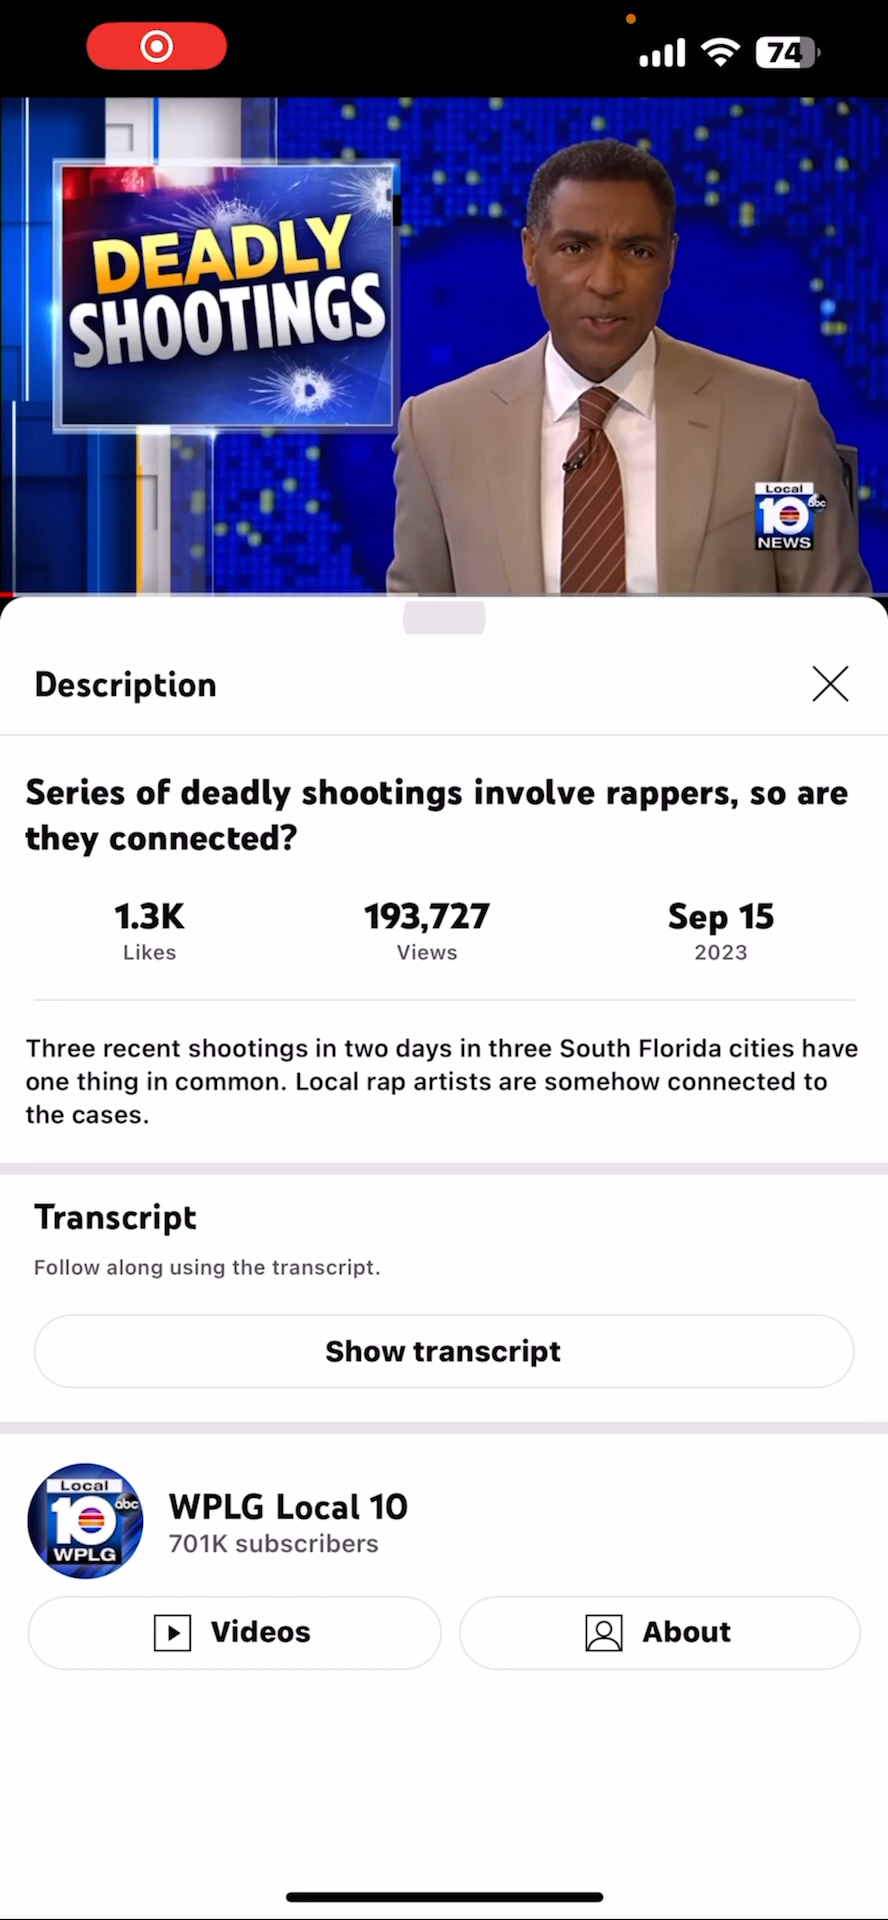 74
DEADLY
SHOOTINGS
Local
10 abc
NEWS
Description
Series of deadly shootings involve rappers, so are
they connected?
1.3K 193,727 Sep 15
Likes Views 2023
Three recent shootings in two days in three South Florida cities have
one thing in common. Local rap artists are somehow connected to
the cases.
Transcript
Follow along using the transcript.
Show transcript
Local
10 abc
WPLG
WPLG Local 10
701K subscribers
Videos About